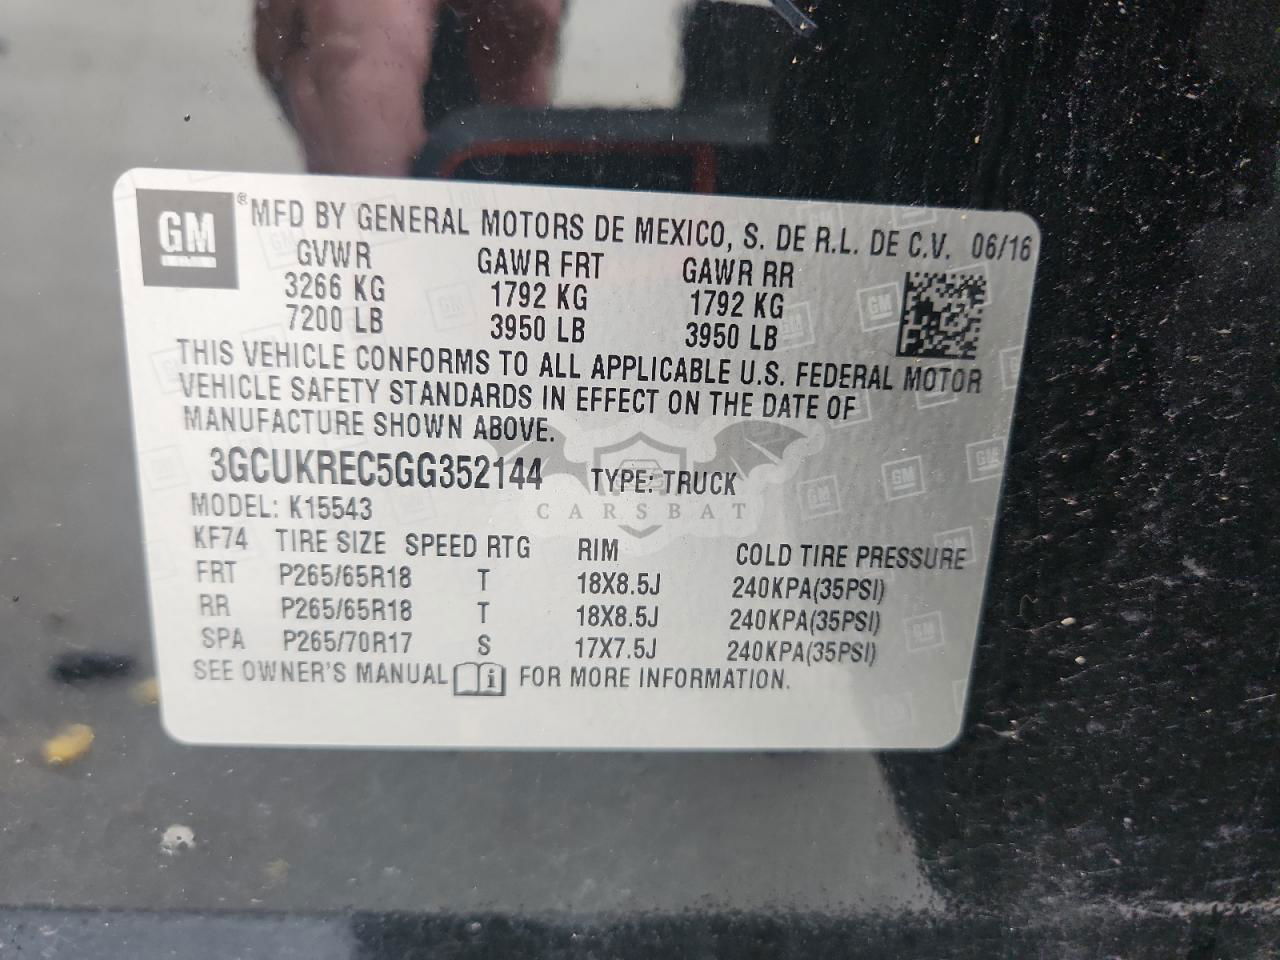 GM ® MFD BY GENERAL MOTORS DE MEXICO, S. DE R.L. DE C.V. 06/16
GVWR GAWR FRT GAWR RR
3266 KG 1792 KG 1792 KG
7200 LB 3950 LB 3950 LB
THIS VEHICLE CONFORMS TO ALL APPLICABLE U.S. FEDERAL MOTOR
VEHICLE SAFETY STANDARDS IN EFFECT ON THE DATE OF
MANUFACTURE SHOWN ABOVE.
3GCUKREC5GG352144 TYPE: TRUCK
CARSBAT
MODEL: K15543
KF74 TIRE SIZE SPEED RTG RIM COLD TIRE PRESSURE
FRT P265/65R18 T 18X8.5J 240KPA(35PSI)
RR P265/65R18 T 18X8.5J 240KPA(35PSI)
SPA P265/70R17 S 17X7.5J 240KPA(35PSI)
SEE OWNER'S MANUAL i FOR MORE INFORMATION.